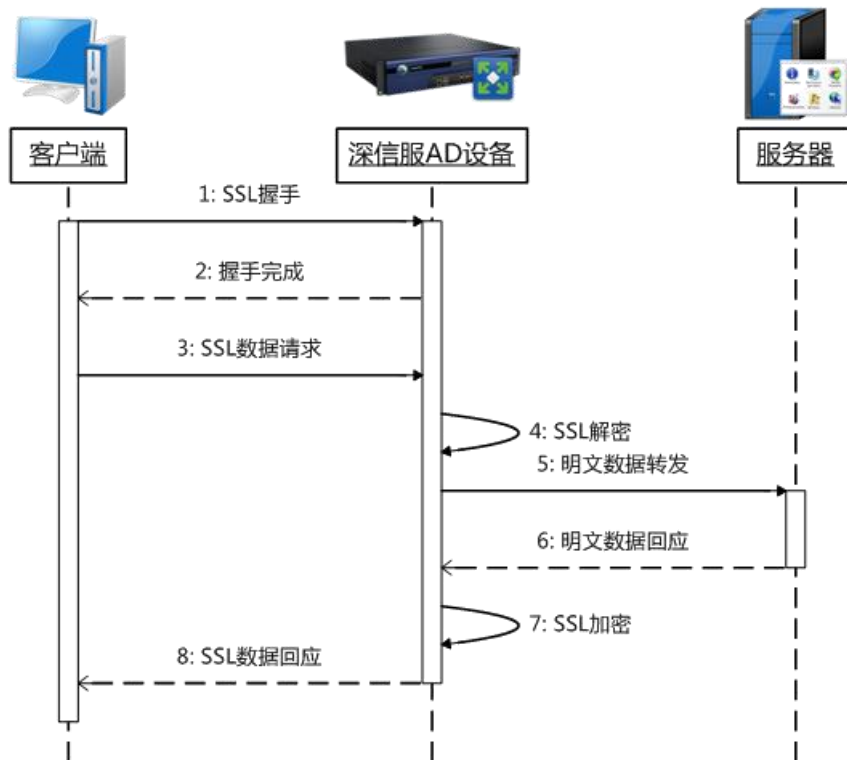 客户端
深信服AD设备
服务器
1: SSL握手
2: 握手完成
3: SSL数据请求
4: SSL解密
5: 明文数据转发
6: 明文数据回应
7: SSL加密
8: SSL数据回应